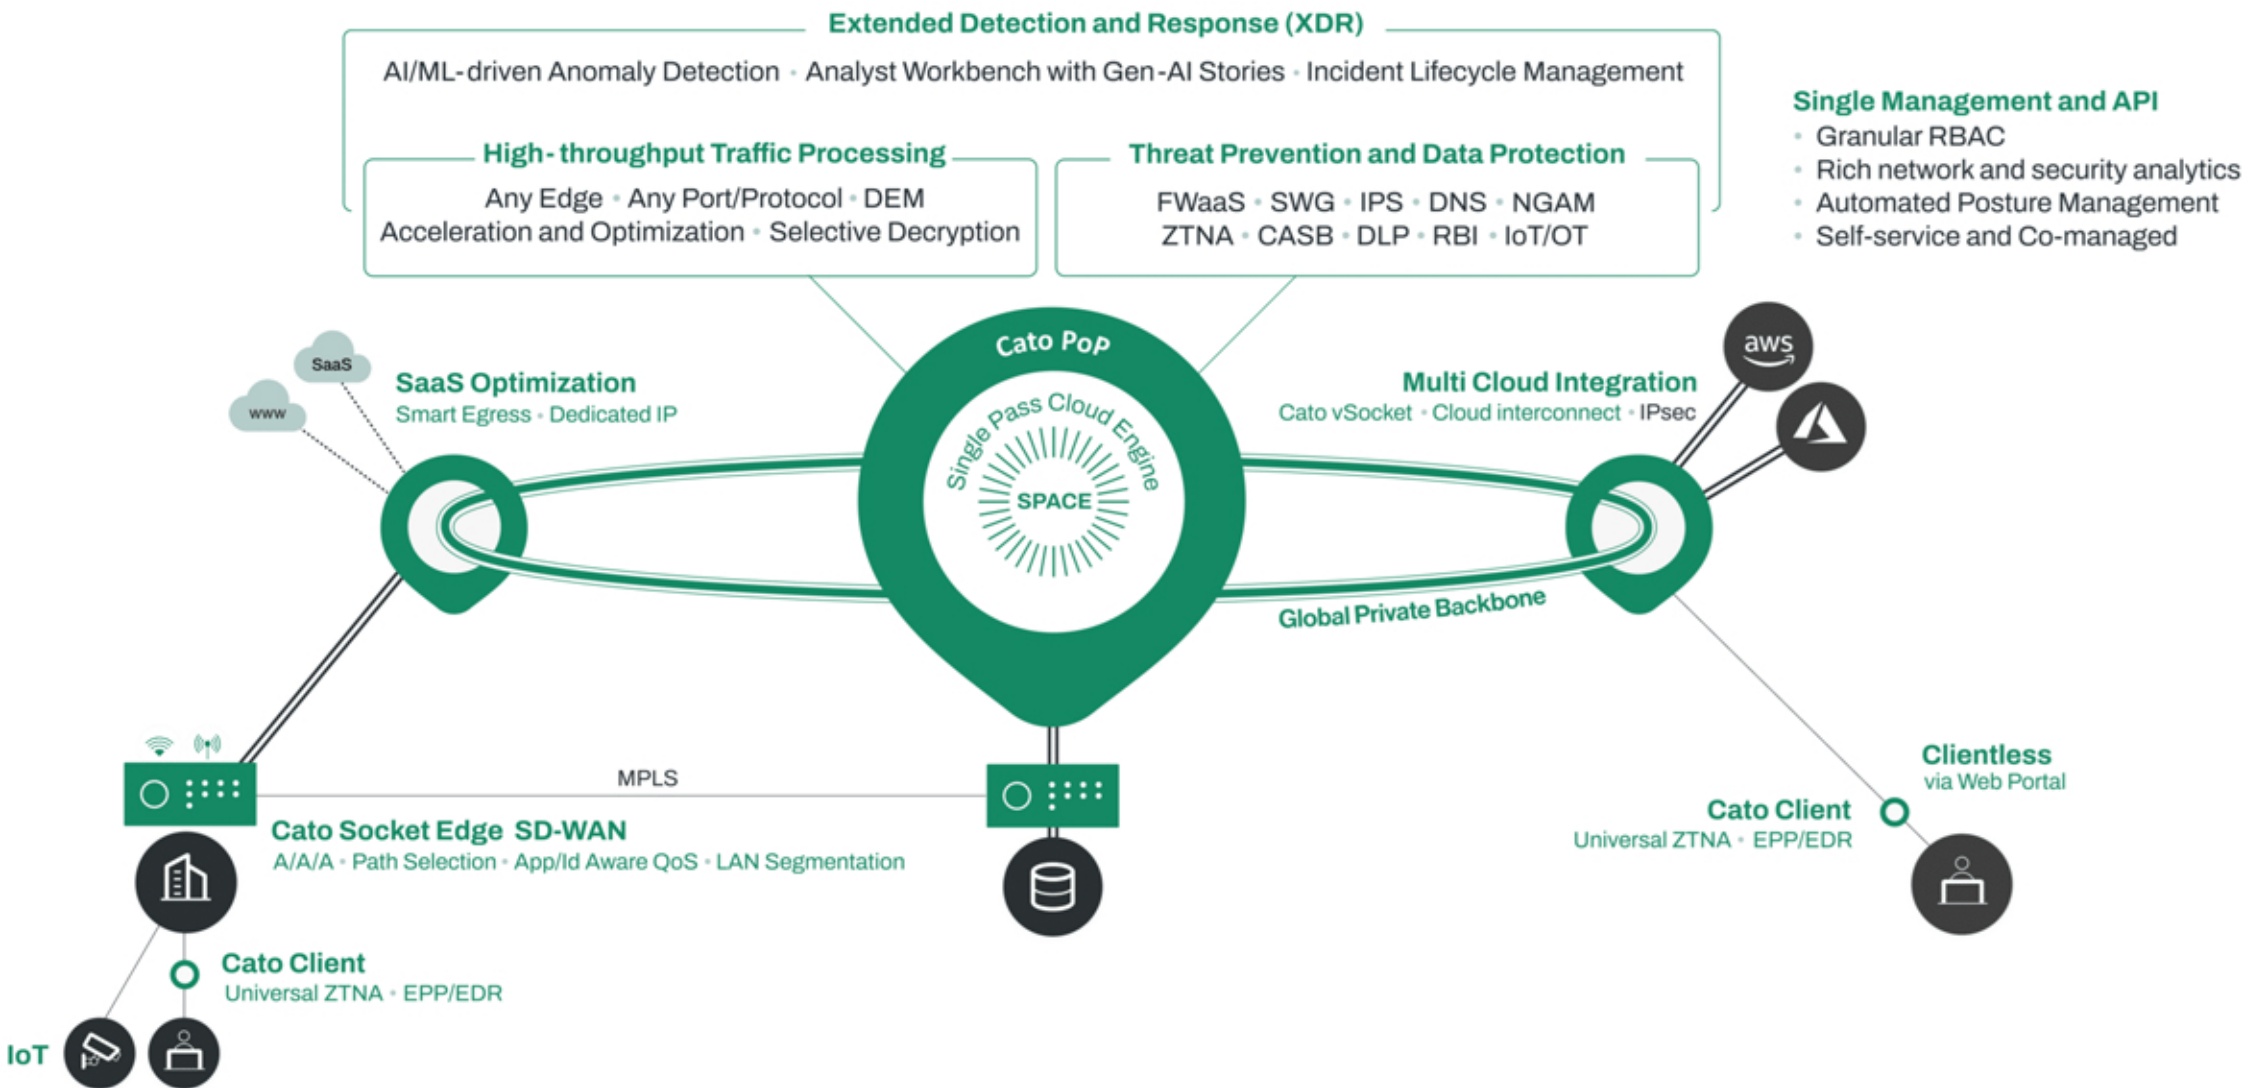 Extended Detection and Response (XDR)
AI/ML-driven Anomaly Detection • Analyst Workbench with Gen-AI Stories • Incident Lifecycle Management
High-throughput Traffic Processing
Any Edge • Any Port/Protocol • DEM
Acceleration and Optimization • Selective Decryption
Threat Prevention and Data Protection
FWaaS • SWG • IPS • DNS • NGAM
ZTNA • CASB • DLP • RBI • IoT/OT
Single Management and API
• Granular RBAC
• Rich network and security analytics
• Automated Posture Management
• Self-service and Co-managed
SaaS
www
SaaS Optimization
Smart Egress • Dedicated IP
Cato PoP
Single Pass Cloud Engine
SPACE
Multi Cloud Integration
Cato vSocket • Cloud interconnect • IPsec
aws
Global Private Backbone
MPLS
Cato Socket Edge SD-WAN
A/A/A • Path Selection • App/Id Aware QoS • LAN Segmentation
Clientless
via Web Portal
Cato Client
Universal ZTNA • EPP/EDR
Cato Client
Universal ZTNA • EPP/EDR
IoT